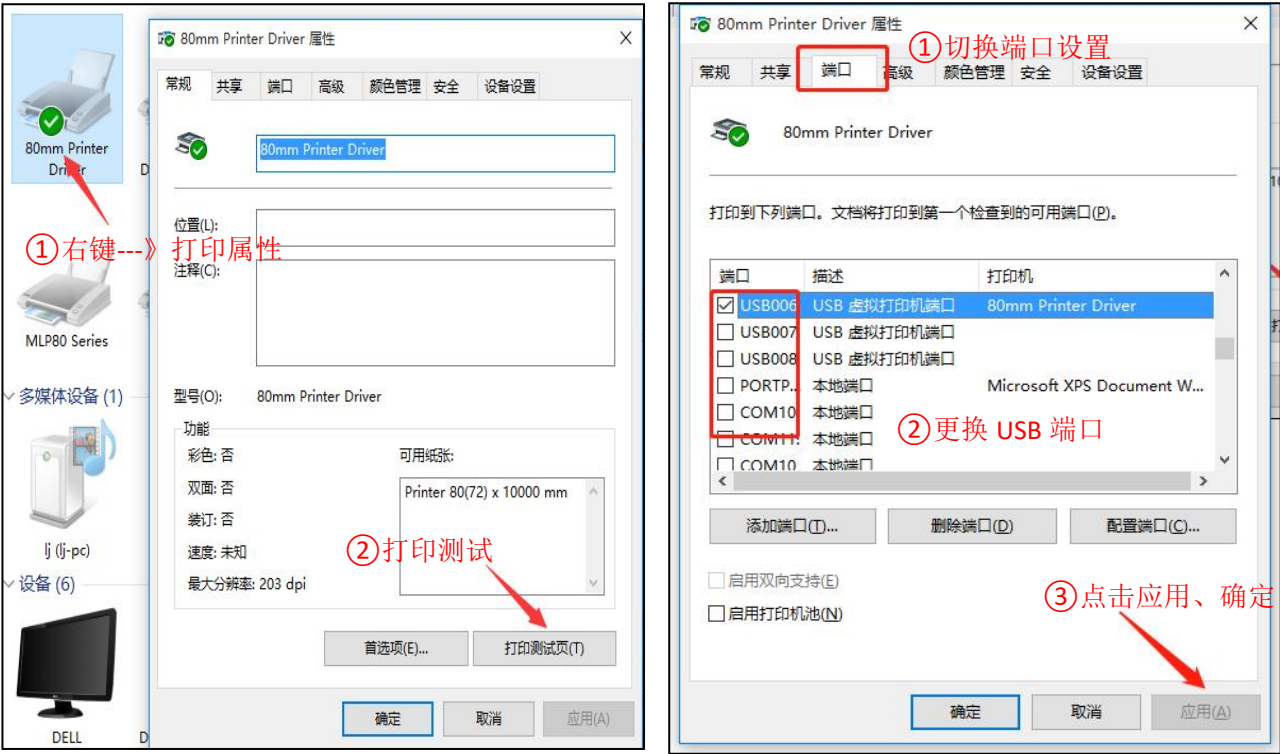 80mm Printer
Driver
①右键---》打印属性
MLP80 Series
多媒体设备 (1)
lj (lj-pc)
设备 (6)
DELL
80mm Printer Driver 属性
常规 共享 端口 高级 颜色管理 安全 设备设置
80mm Printer Driver
位置(L):
注释(C):
型号(O): 80mm Printer Driver
功能
彩色: 否
双面: 否
装订: 否
速度: 未知
最大分辨率: 203 dpi
可用纸张:
Printer 80(72) x 10000 mm
②打印测试
首选项(E)... 打印测试页(T)
确定 取消 应用(A)
80mm Printer Driver 属性
①切换端口设置
常规 共享 端口 高级 颜色管理 安全 设备设置
80mm Printer Driver
打印到下列端口。文档将打印到第一个检查到的可用端口(P)。
端口 描述 打印机
USB006 USB 虚拟打印机端口 80mm Printer Driver
USB007 USB 虚拟打印机端口
USB008 USB 虚拟打印机端口
PORTP... 本地端口 Microsoft XPS Document W...
COM10 本地端口
COM11: 本地端口
COM10 本地端口
②更换 USB 端口
添加端口(T)... 删除端口(D) 配置端口(C)...
启用双向支持(E)
启用打印机池(N)
③点击应用、确定
确定 取消 应用(A)